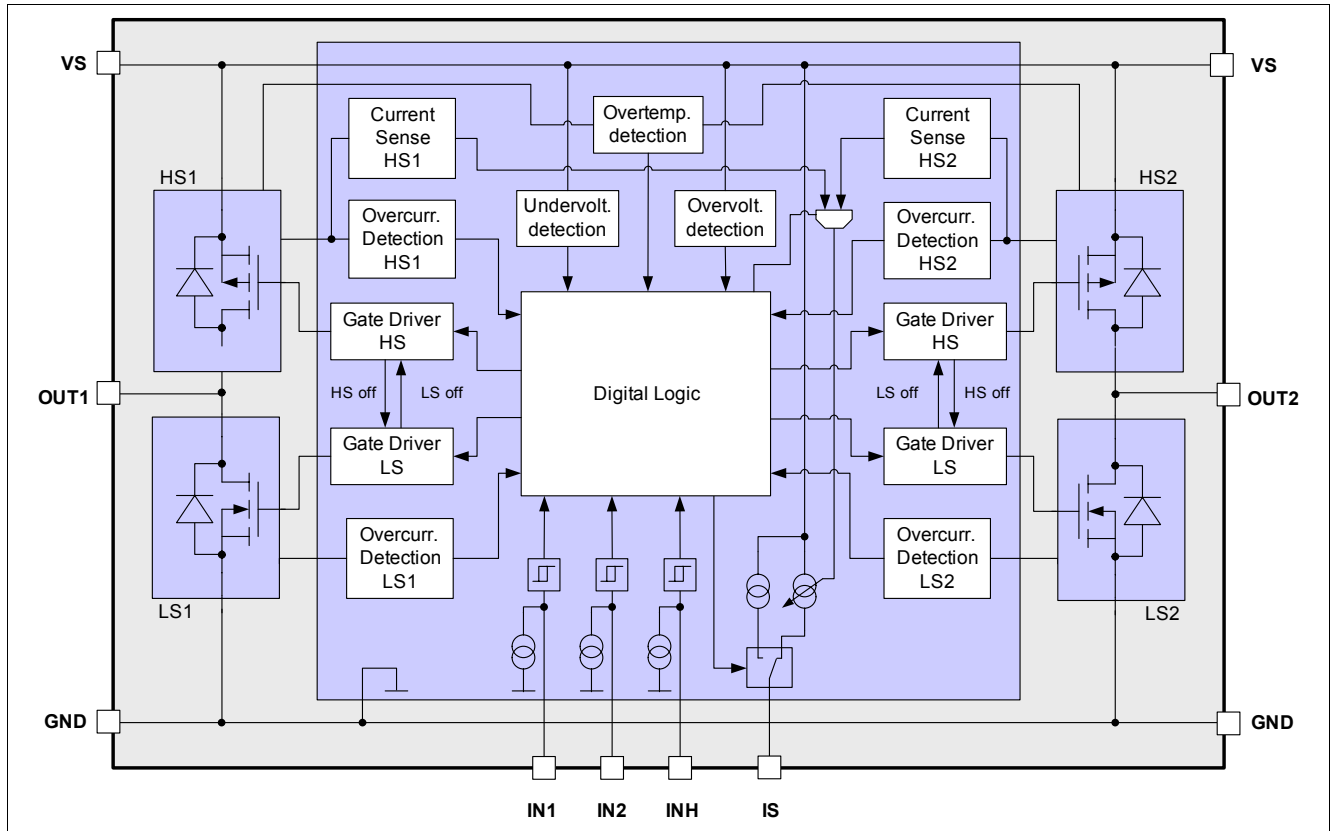 VS
VS
Current
Sense
HS1
Overtemp.
detection
Current
Sense
HS2
HS1
HS2
Undervolt.
detection
Overvolt.
detection
Overcurr.
Detection
HS1
Overcurr.
Detection
HS2
Gate Driver
HS
Gate Driver
HS
HS off
LS off
Digital Logic
LS off
HS off
OUT1
OUT2
Gate Driver
LS
Gate Driver
LS
Overcurr.
Detection
LS1
Overcurr.
Detection
LS2
LS1
LS2
GND
GND
IN1
IN2
INH
IS